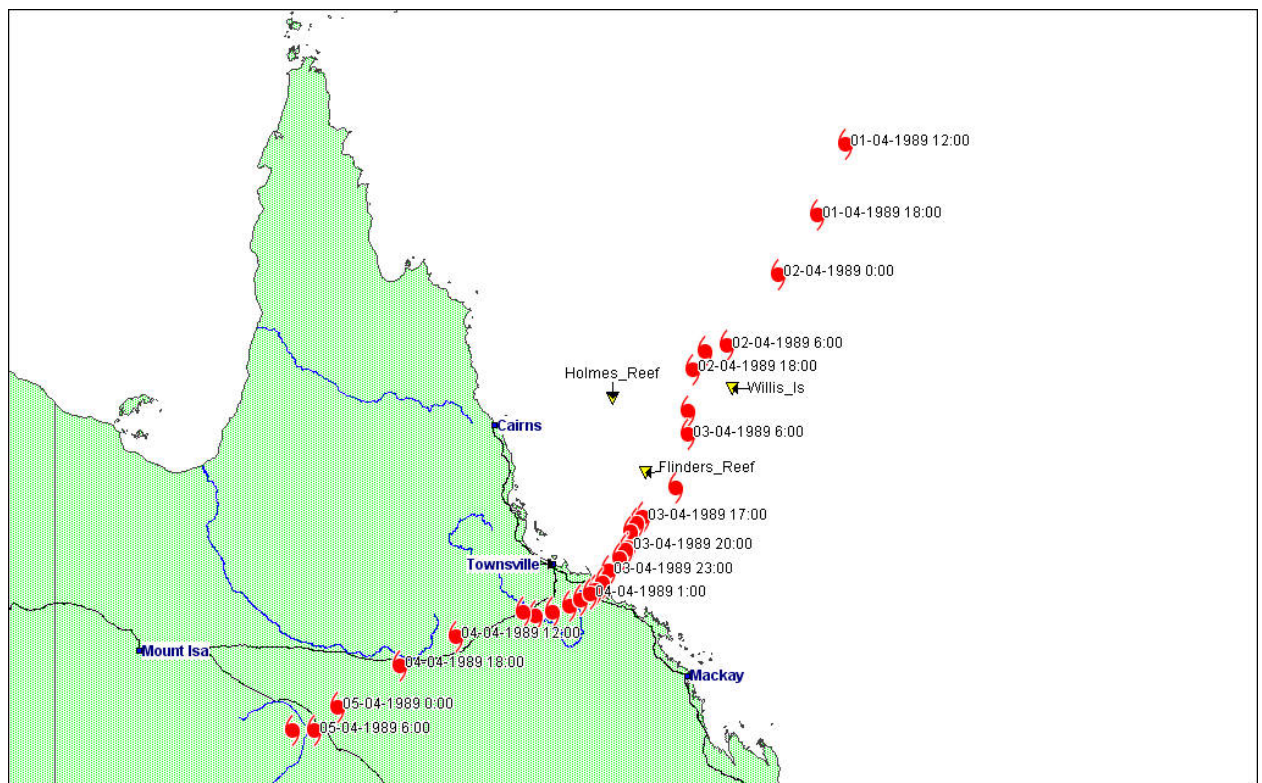 01-04-1989 12:00
01-04-1989 18:00
02-04-1989 0:00
02-04-1989 6:00
02-04-1989 18:00
Holmes_Reef
Willis_Is
Cairns
03-04-1989 6:00
Flinders_Reef
03-04-1989 17:00
03-04-1989 20:00
Townsville
03-04-1989 23:00
04-04-1989 1:00
04-04-1989 12:00
Mount Isa
04-04-1989 18:00
Mackay
05-04-1989 0:00
05-04-1989 6:00